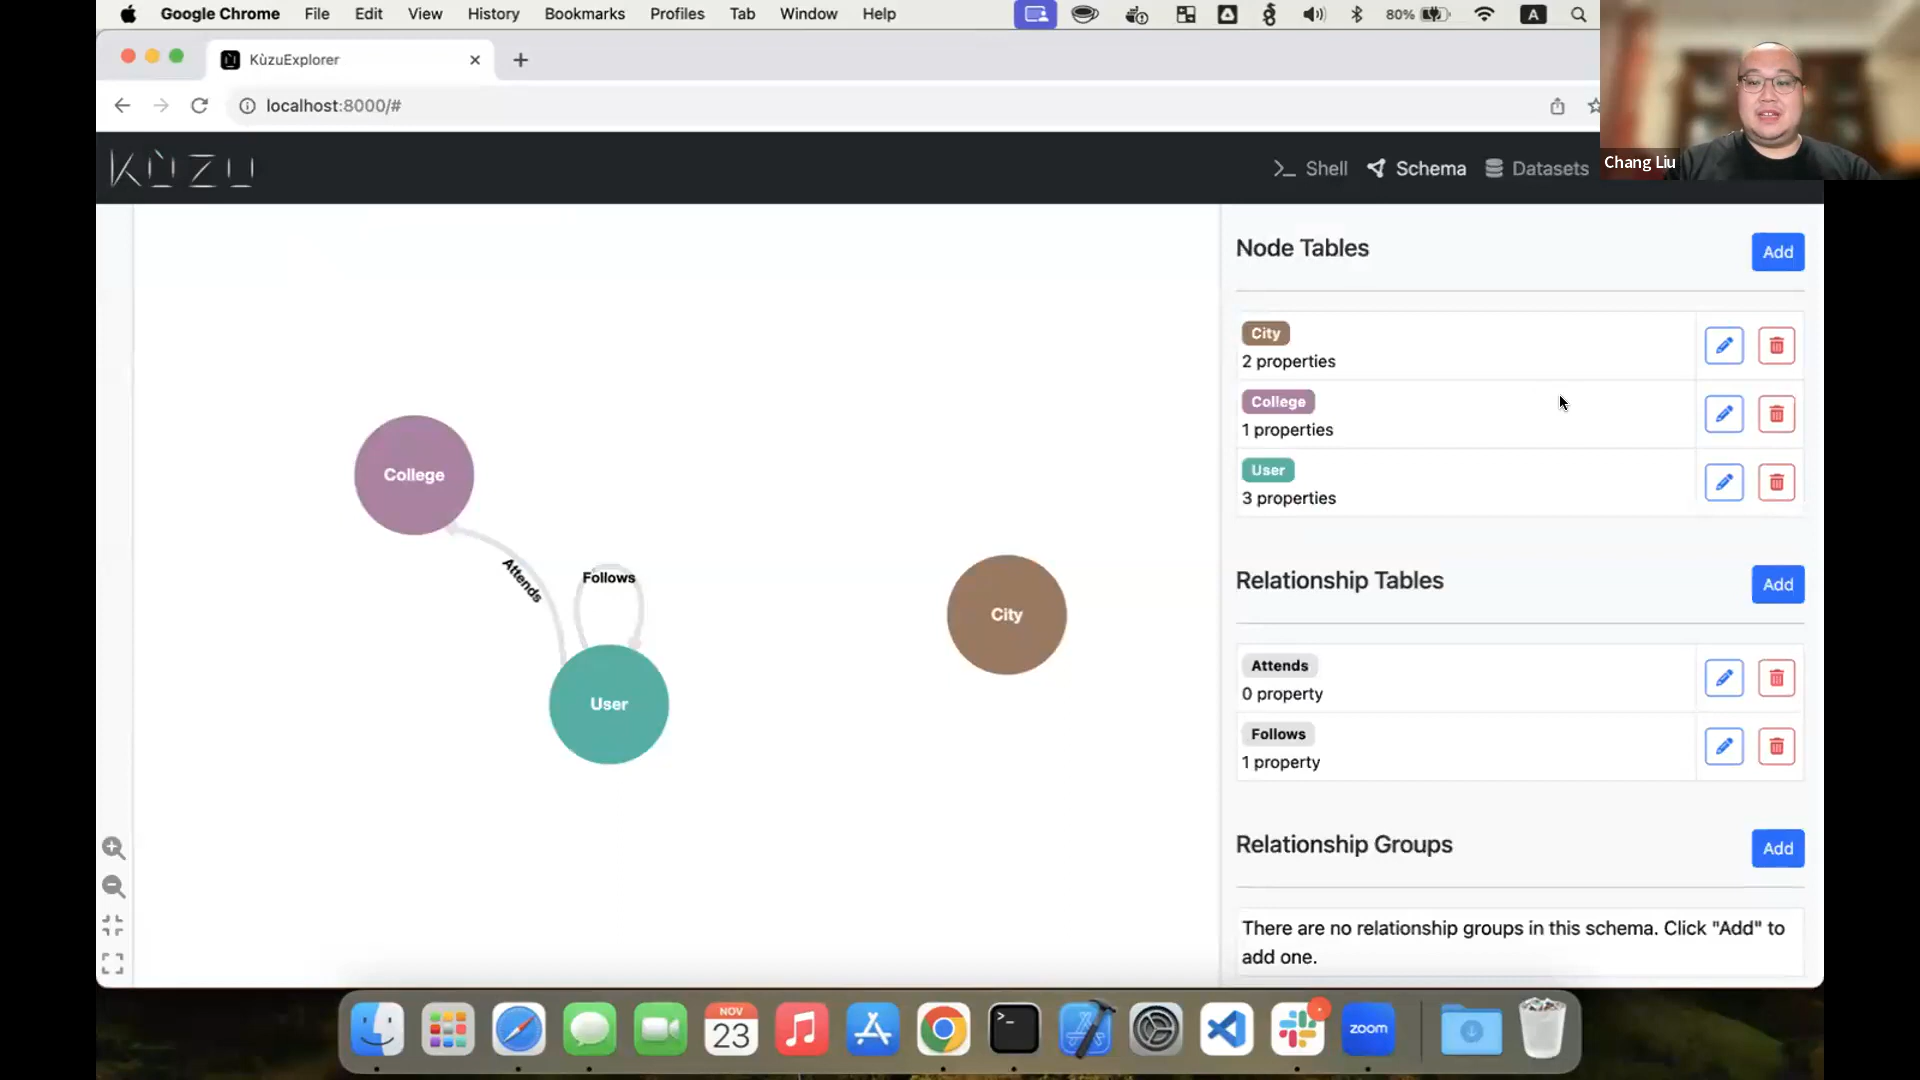 Google Chrome File Edit View History Bookmarks Profiles Tab Window Help 80% A
KùzuExplorer
localhost:8000/#
Chang Liu
KÙZU
>_ Shell Schema Datasets
Node Tables Add
City
2 properties
College
1 properties
User
3 properties
Relationship Tables Add
Attends
0 property
Follows
1 property
Relationship Groups Add
There are no relationship groups in this schema. Click "Add" to
add one.
College
Attends
Follows
User
City
NOV
23
>_
zoom